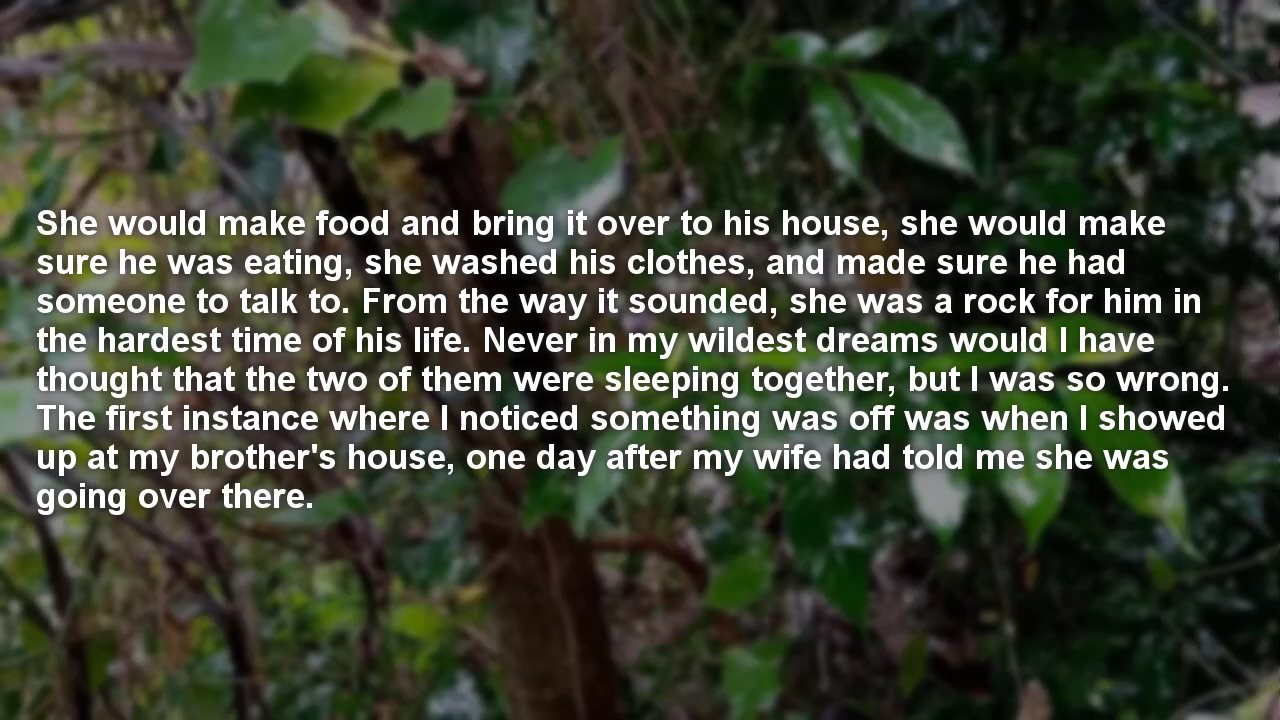 She would make food and bring it over to his house, she would make
sure he was eating, she washed his clothes, and made sure he had
someone to talk to. From the way it sounded, she was a rock for him in
the hardest time of his life. Never in my wildest dreams would I have
thought that the two of them were sleeping together, but I was so wrong.
The first instance where I noticed something was off was when I showed
up at my brother's house, one day after my wife had told me she was
going over there.